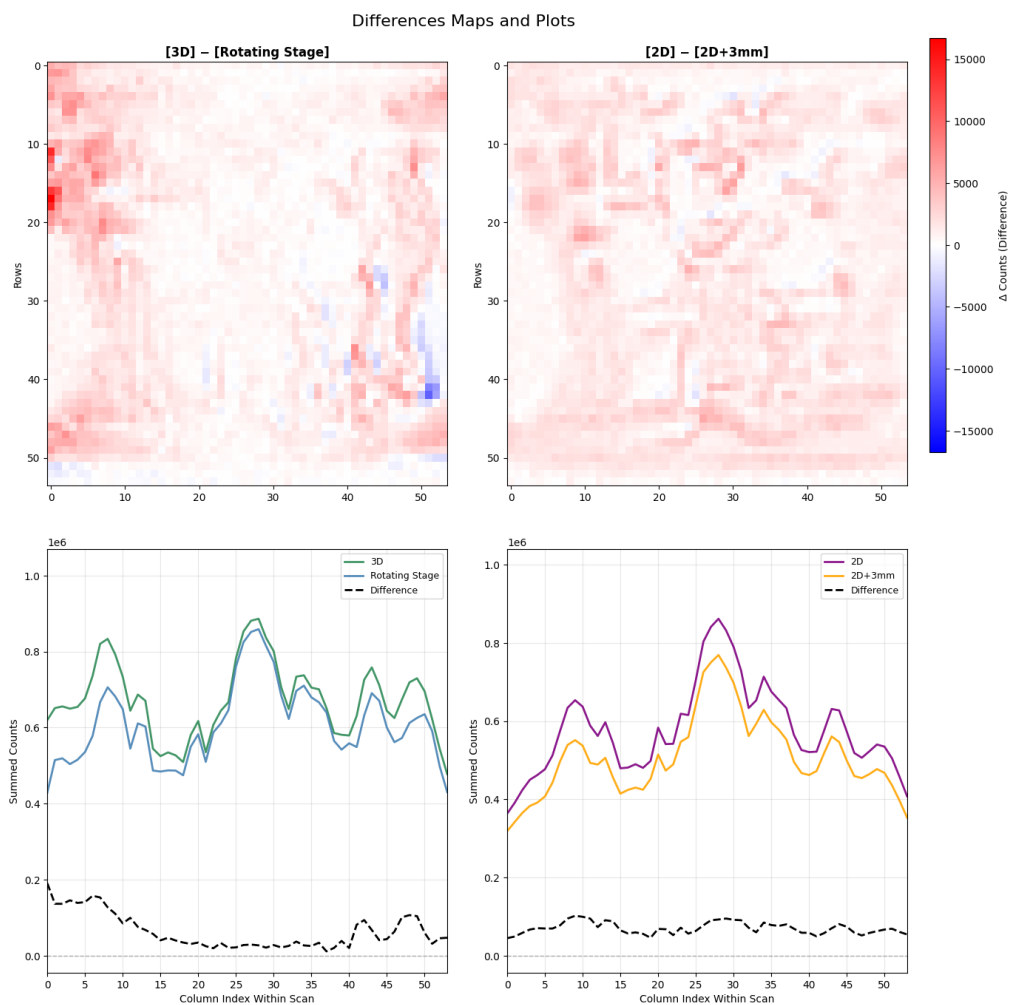 Differences Maps and Plots
[3D] − [Rotating Stage]
[2D] − [2D+3mm]
0
10
20
30
40
50
Rows
0 10 20 30 40 50
0
10
20
30
40
50
Rows
0 10 20 30 40 50
15000
10000
5000
0
−5000
−10000
−15000
Δ Counts (Difference)
1e6
1.0
0.8
0.6
0.4
0.2
0.0
Summed Counts
3D
Rotating Stage
Difference
0 5 10 15 20 25 30 35 40 45 50
Column Index Within Scan
1e6
1.0
0.8
0.6
0.4
0.2
0.0
Summed Counts
2D
2D+3mm
Difference
0 5 10 15 20 25 30 35 40 45 50
Column Index Within Scan